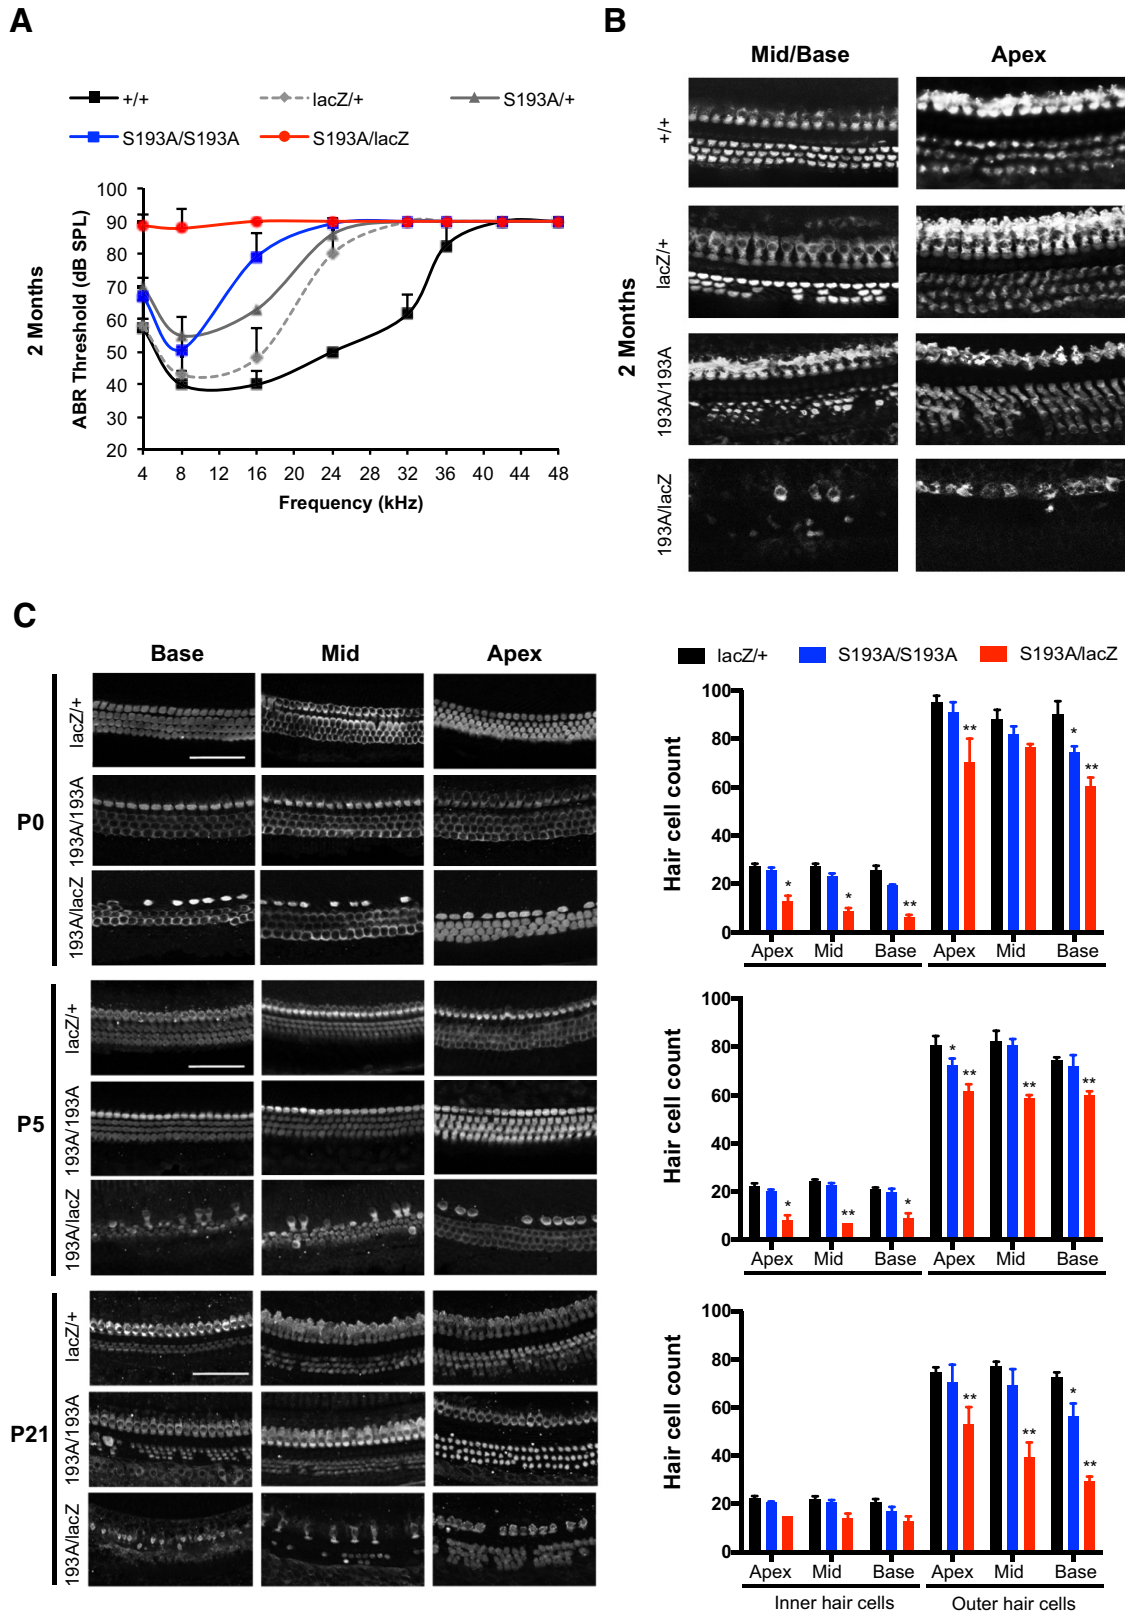 A
+/+
lacZ/+
S193A/+
S193A/S193A
S193A/lacZ
2 Months
ABR Threshold (dB SPL)
100
90
80
70
60
50
40
30
20
4
8
12
16
20
24
28
32
36
40
44
48
Frequency (kHz)
B
Mid/Base
Apex
2 Months
+/+
lacZ/+
193A/193A
193A/lacZ
C
Base
Mid
Apex
P0
lacZ/+
193A/193A
193A/lacZ
P5
lacZ/+
193A/193A
193A/lacZ
P21
lacZ/+
193A/193A
193A/lacZ
lacZ/+
S193A/S193A
S193A/lacZ
Hair cell count
100
80
60
40
20
0
*
*
**
**
*
**
Apex
Mid
Base
Apex
Mid
Base
Hair cell count
100
80
60
40
20
0
*
**
*
*
**
**
**
Apex
Mid
Base
Apex
Mid
Base
Hair cell count
100
80
60
40
20
0
**
**
*
**
Apex
Mid
Base
Apex
Mid
Base
Inner hair cells
Outer hair cells